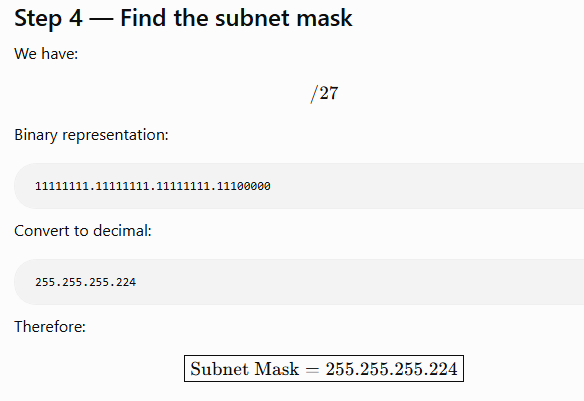 Step 4 — Find the subnet mask
We have:
/27
Binary representation:
11111111.11111111.11111111.11100000
Convert to decimal:
255.255.255.224
Therefore:
Subnet Mask = 255.255.255.224